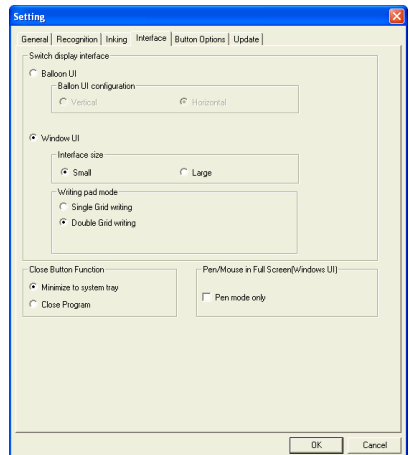 Setting
General Recognition Inking Interface Button Options Update
Switch display interface
Balloon UI
Ballon UI configuration
Vertical Horizontal
Window UI
Interface size
Small Large
Writing pad mode
Single Grid writing
Double Grid writing
Close Button Function
Minimize to system tray
Close Program
Pen/Mouse in Full Screen(Windows UI)
Pen mode only
OK Cancel